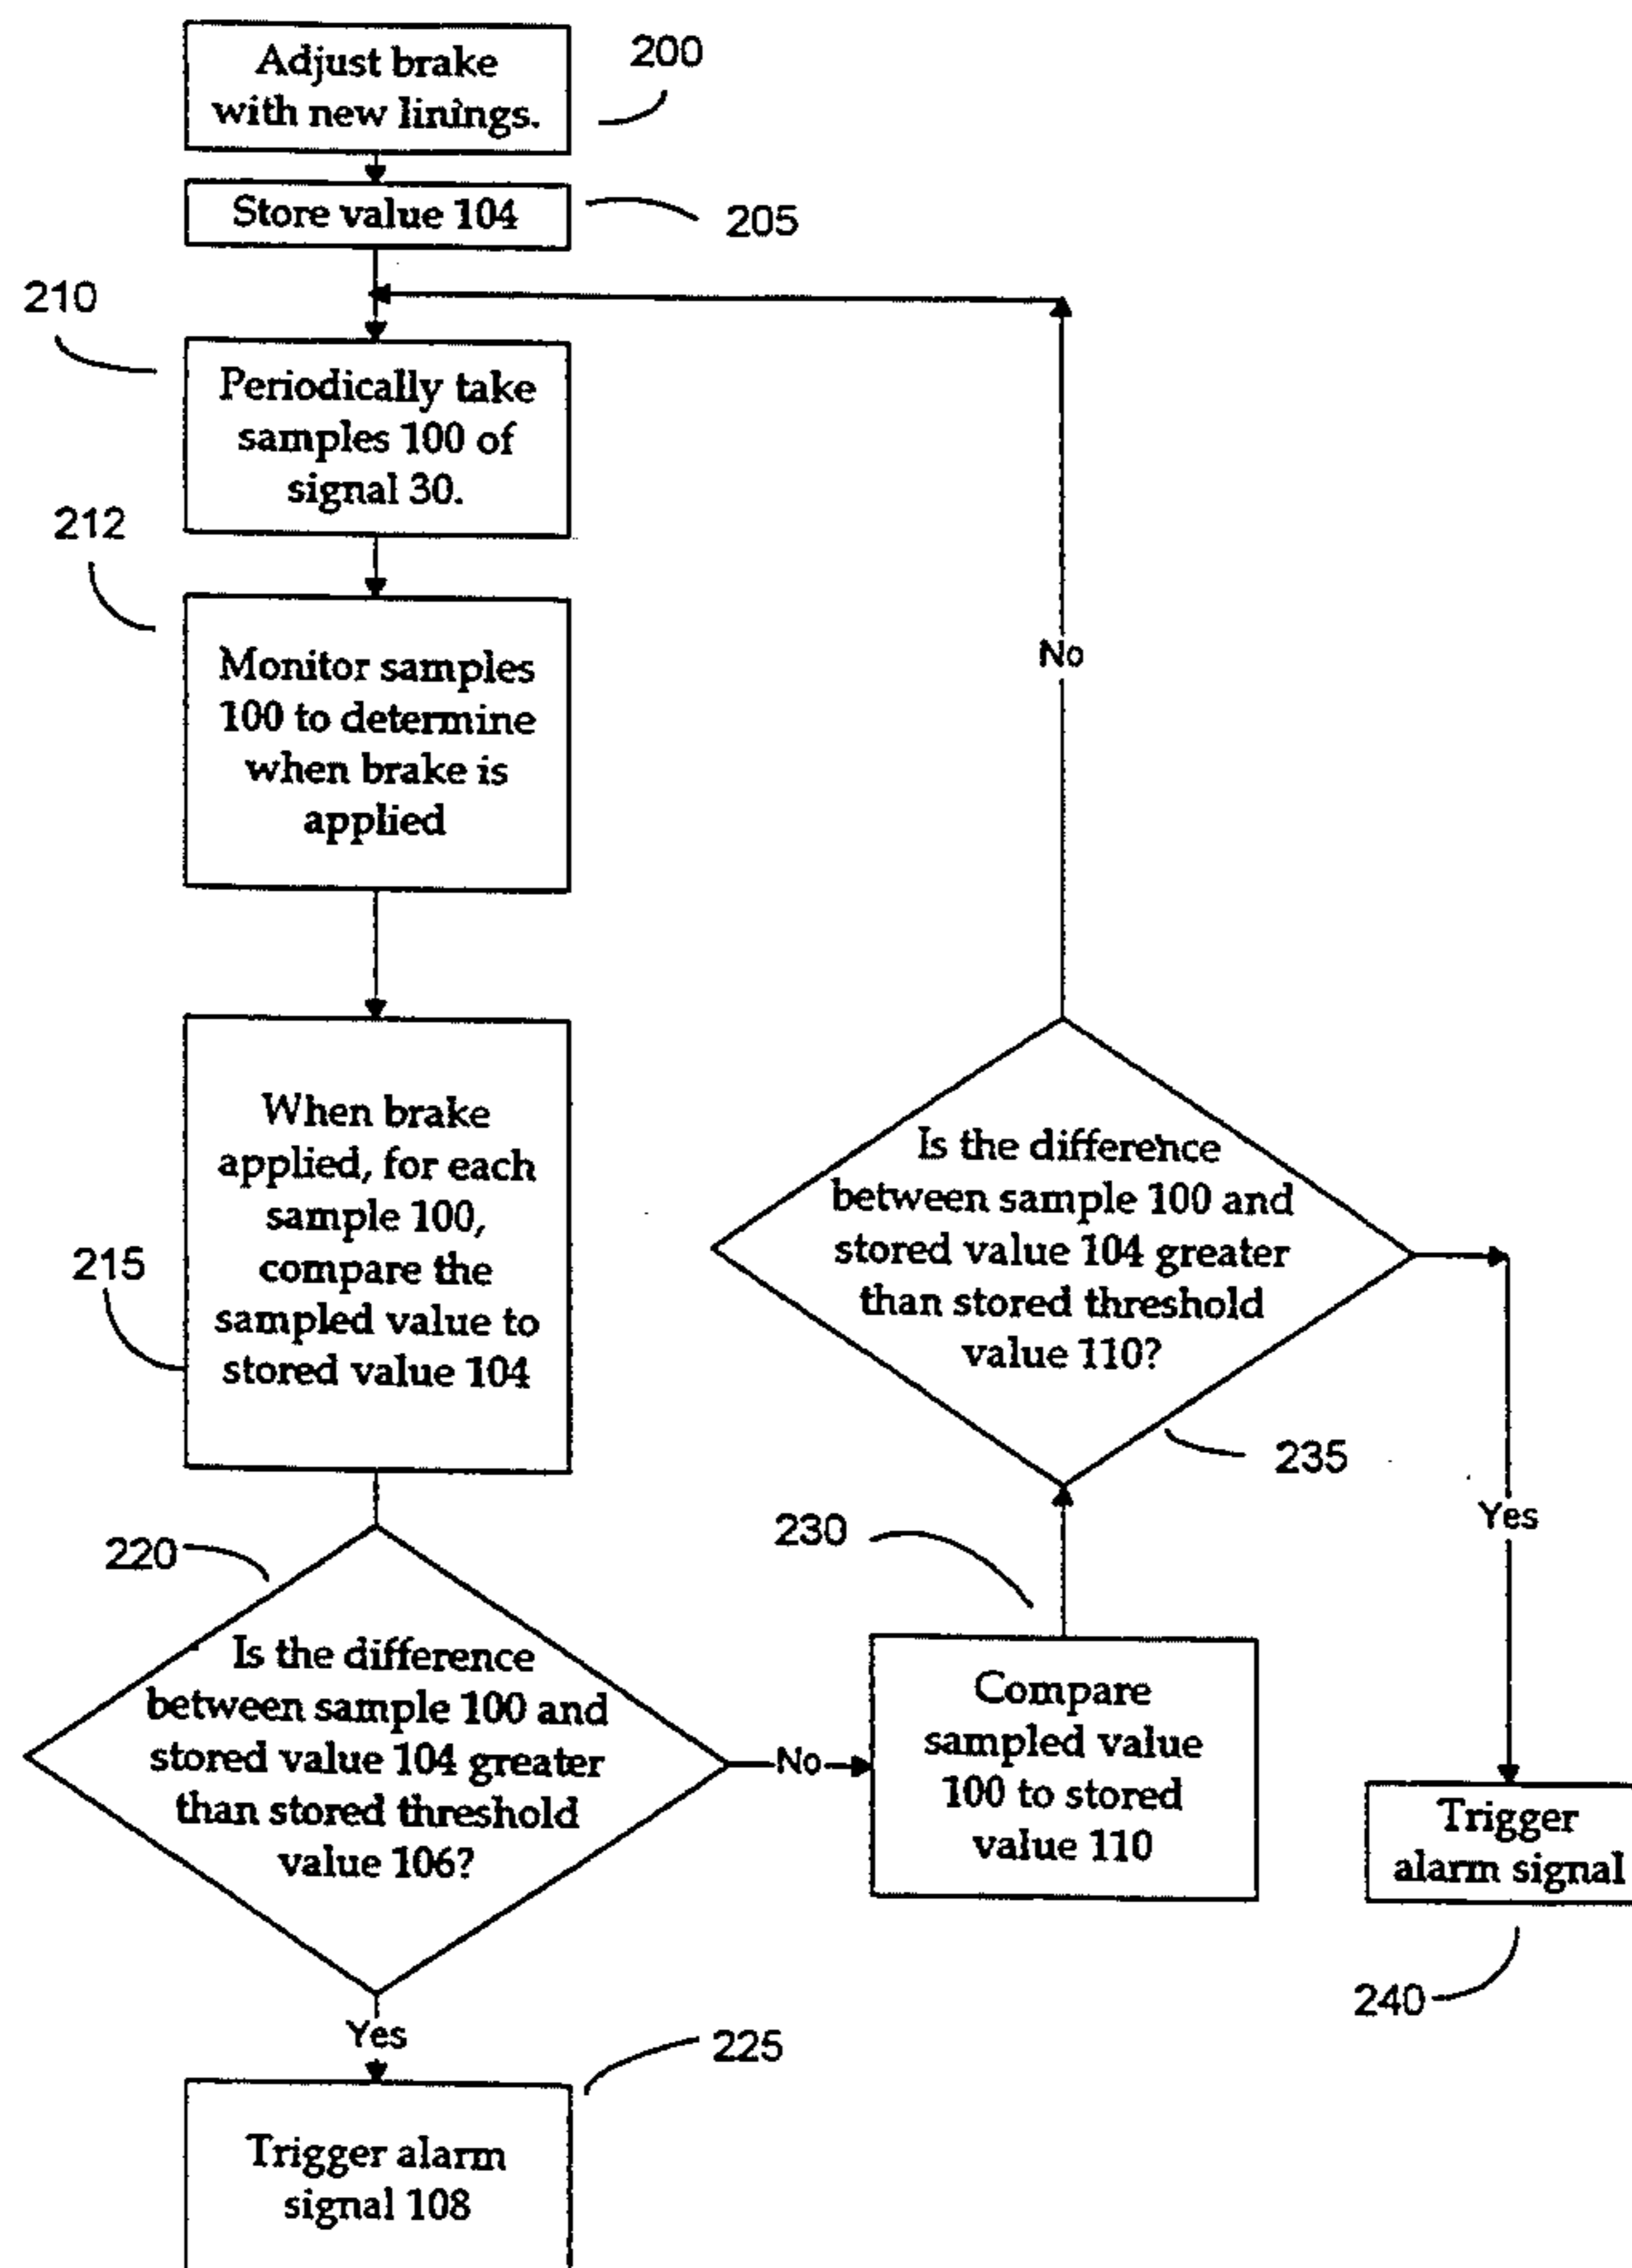 Adjust brake
with new linings.
200
Store value 104
205
210
Periodically take
samples 100 of
signal 30.
212
Monitor samples
100 to determine
when brake is
applied
No
When brake
applied, for each
sample 100,
compare the
sampled value to
stored value 104
215
Is the difference
between sample 100 and
stored value 104 greater
than stored threshold
value 110?
235
Yes
230
220
Is the difference
between sample 100 and
stored value 104 greater
than stored threshold
value 106?
No
Compare
sampled value
100 to stored
value 110
Trigger
alarm signal
240
Yes
225
Trigger alarm
signal 108